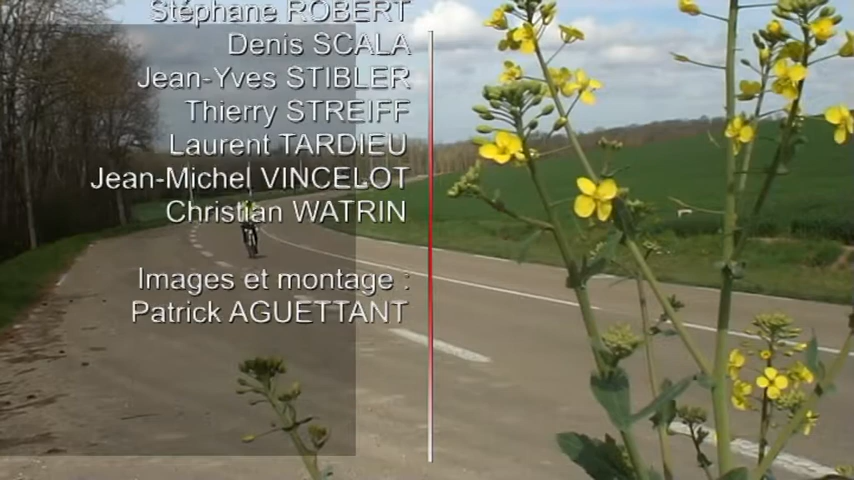 Stéphane ROBERT
Denis SCALA
Jean-Yves STIBLER
Thierry STREIFF
Laurent TARDIEU
Jean-Michel VINCELOT
Christian WATRIN
Images et montage :
Patrick AGUETTANT